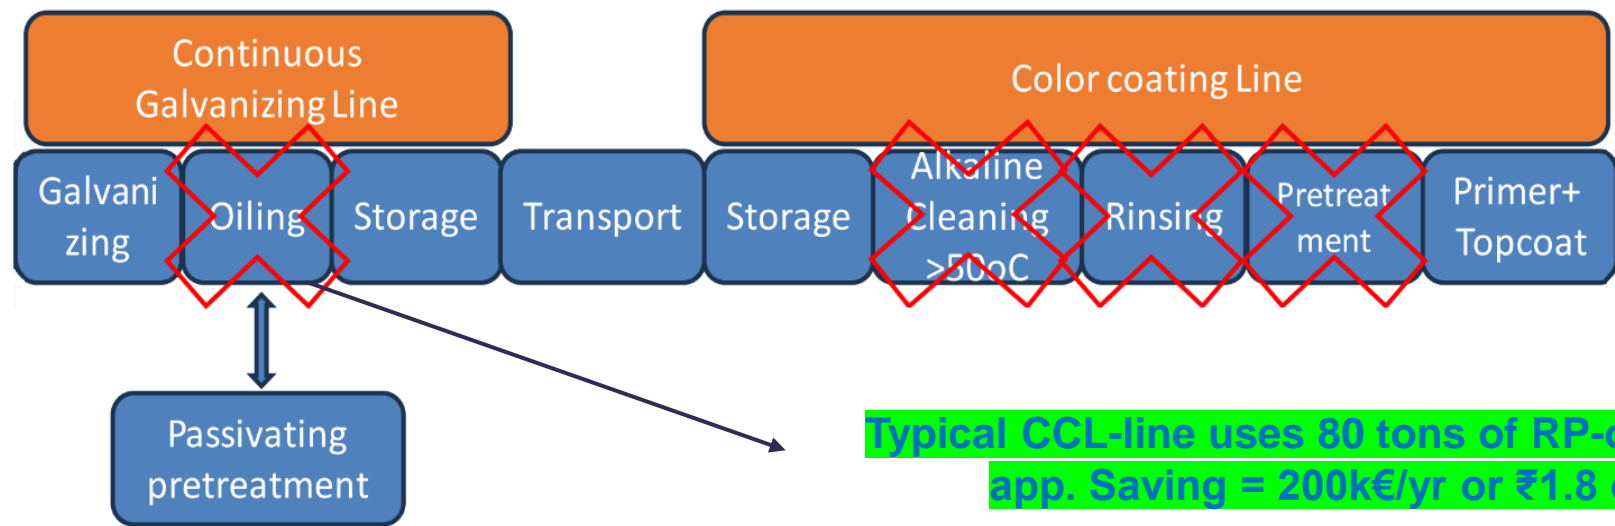 Continuous
Galvanizing Line
Color coating Line
Galvani
zing
Oiling
Storage
Transport
Storage
Alkaline
Cleaning
>50oC
Rinsing
Pretreat
ment
Primer+
Topcoat
Passivating
pretreatment
Typical CCL-line uses 80 tons of
app. Saving = 200k€/yr or ₹1.8